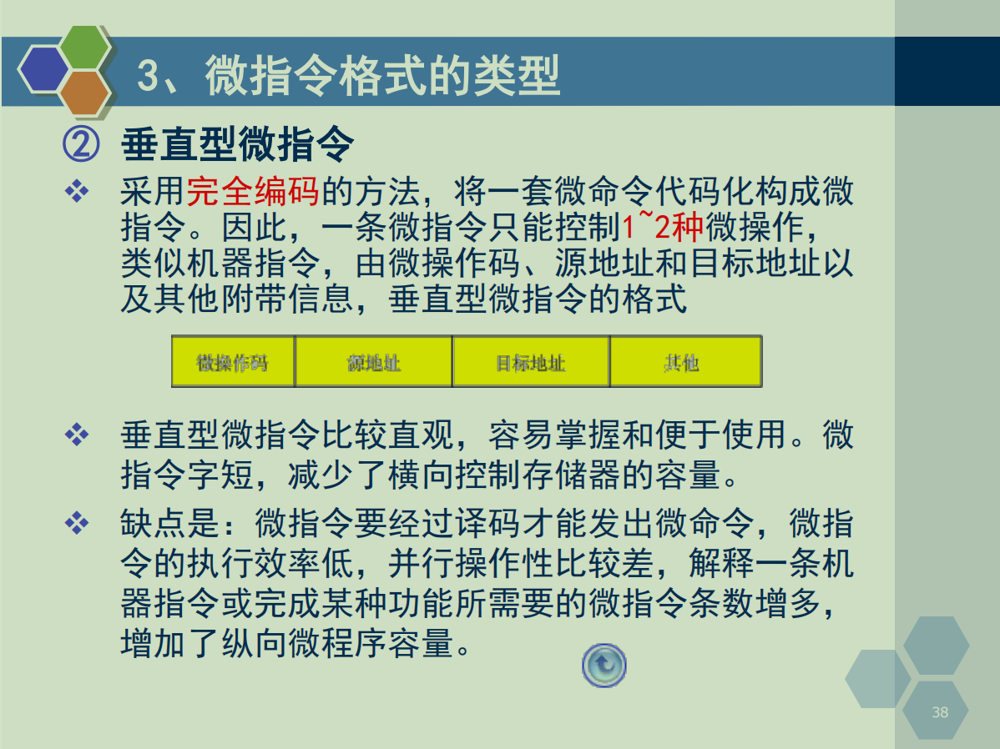 3、微指令格式的类型
② 垂直型微指令
采用完全编码的方法，将一套微命令代码化构成微
指令。因此，一条微指令只能控制1~2种微操作，
类似机器指令，由微操作码、源地址和目标地址以
及其他附带信息，垂直型微指令的格式
微操作码 源地址 目标地址 其他
垂直型微指令比较直观，容易掌握和便于使用。微
指令字短，减少了横向控制存储器的容量。
缺点是：微指令要经过译码才能发出微命令，微指
令的执行效率低，并行操作性比较差，解释一条机
器指令或完成某种功能所需要的微指令条数增多，
增加了纵向微程序容量。
38